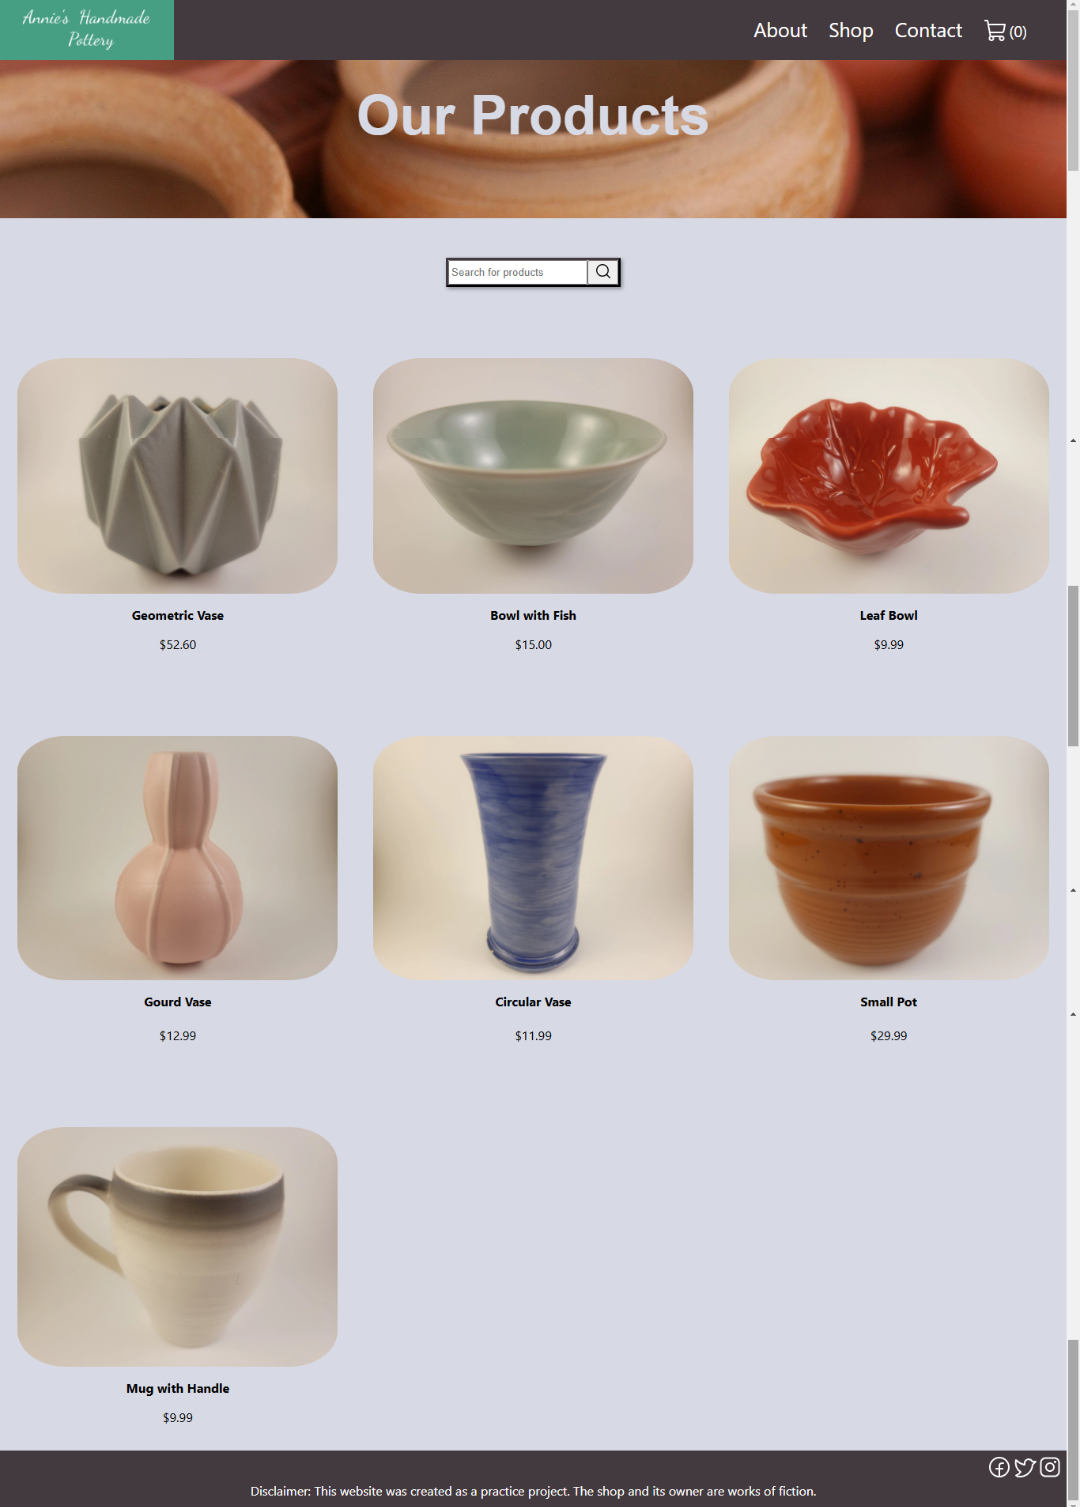 Annie's Handmade
Pottery
About Shop Contact (0)
Our Products
Search for products
Geometric Vase Bowl with Fish Leaf Bowl
$52.60 $15.00 $9.99
Gourd Vase Circular Vase Small Pot
$12.99 $11.99 $29.99
Mug with Handle
$9.99
Disclaimer: This website was created as a practice project. The shop and its owner are works of fiction.